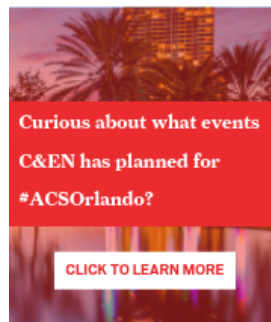 Curious about what events
C&EN has planned for
#ACSOrlando?
CLICK TO LEARN MORE